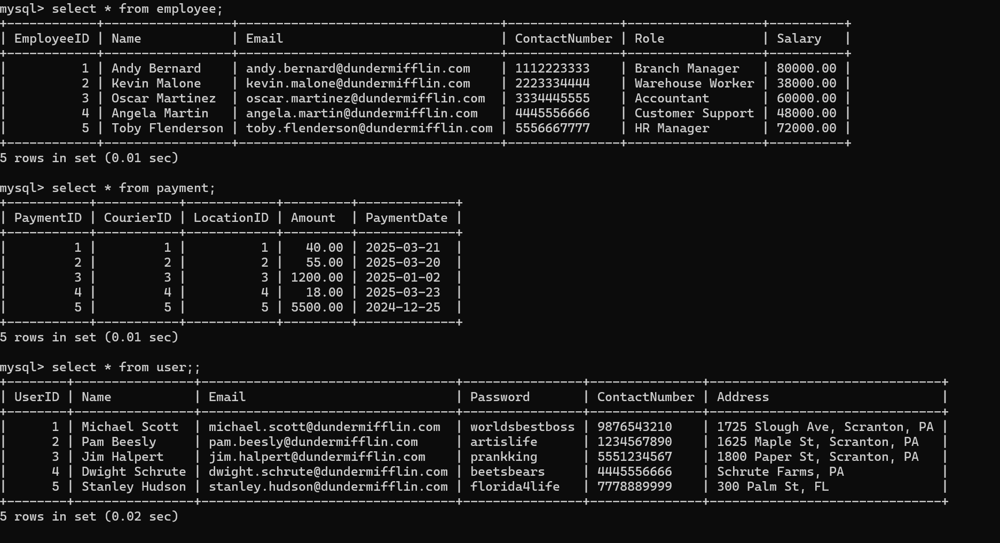 mysql> select * from employee;
+------------+-----------------+-----------------------------------+---------------+------------------+----------+
| EmployeeID | Name            | Email                             | ContactNumber | Role             | Salary   |
+------------+-----------------+-----------------------------------+---------------+------------------+----------+
|          1 | Andy Bernard    | andy.bernard@dundermifflin.com    | 1112223333    | Branch Manager   | 80000.00 |
|          2 | Kevin Malone    | kevin.malone@dundermifflin.com    | 2223334444    | Warehouse Worker | 38000.00 |
|          3 | Oscar Martinez  | oscar.martinez@dundermifflin.com  | 3334445555    | Accountant       | 60000.00 |
|          4 | Angela Martin   | angela.martin@dundermifflin.com   | 4445556666    | Customer Support | 48000.00 |
|          5 | Toby Flenderson | toby.flenderson@dundermifflin.com | 5556667777    | HR Manager       | 72000.00 |
+------------+-----------------+-----------------------------------+---------------+------------------+----------+
5 rows in set (0.01 sec)

mysql> select * from payment;
+-----------+-----------+------------+---------+-------------+
| PaymentID | CourierID | LocationID | Amount  | PaymentDate |
+-----------+-----------+------------+---------+-------------+
|         1 |         1 |          1 |   40.00 | 2025-03-21  |
|         2 |         2 |          2 |   55.00 | 2025-03-20  |
|         3 |         3 |          3 | 1200.00 | 2025-01-02  |
|         4 |         4 |          4 |   18.00 | 2025-03-23  |
|         5 |         5 |          5 | 5500.00 | 2024-12-25  |
+-----------+-----------+------------+---------+-------------+
5 rows in set (0.01 sec)

mysql> select * from user;;
+--------+----------------+----------------------------------+----------------+---------------+-------------------------------+
| UserID | Name           | Email                            | Password       | ContactNumber | Address                       |
+--------+----------------+----------------------------------+----------------+---------------+-------------------------------+
|      1 | Michael Scott  | michael.scott@dundermifflin.com  | worldsbestboss | 9876543210    | 1725 Slough Ave, Scranton, PA |
|      2 | Pam Beesly     | pam.beesly@dundermifflin.com     | artislife      | 1234567890    | 1625 Maple St, Scranton, PA   |
|      3 | Jim Halpert    | jim.halpert@dundermifflin.com    | prankking      | 5551234567    | 1800 Paper St, Scranton, PA   |
|      4 | Dwight Schrute | dwight.schrute@dundermifflin.com | beetsbears     | 4445556666    | Schrute Farms, PA             |
|      5 | Stanley Hudson | stanley.hudson@dundermifflin.com | florida4life   | 7778889999    | 300 Palm St, FL               |
+--------+----------------+----------------------------------+----------------+---------------+-------------------------------+
5 rows in set (0.02 sec)